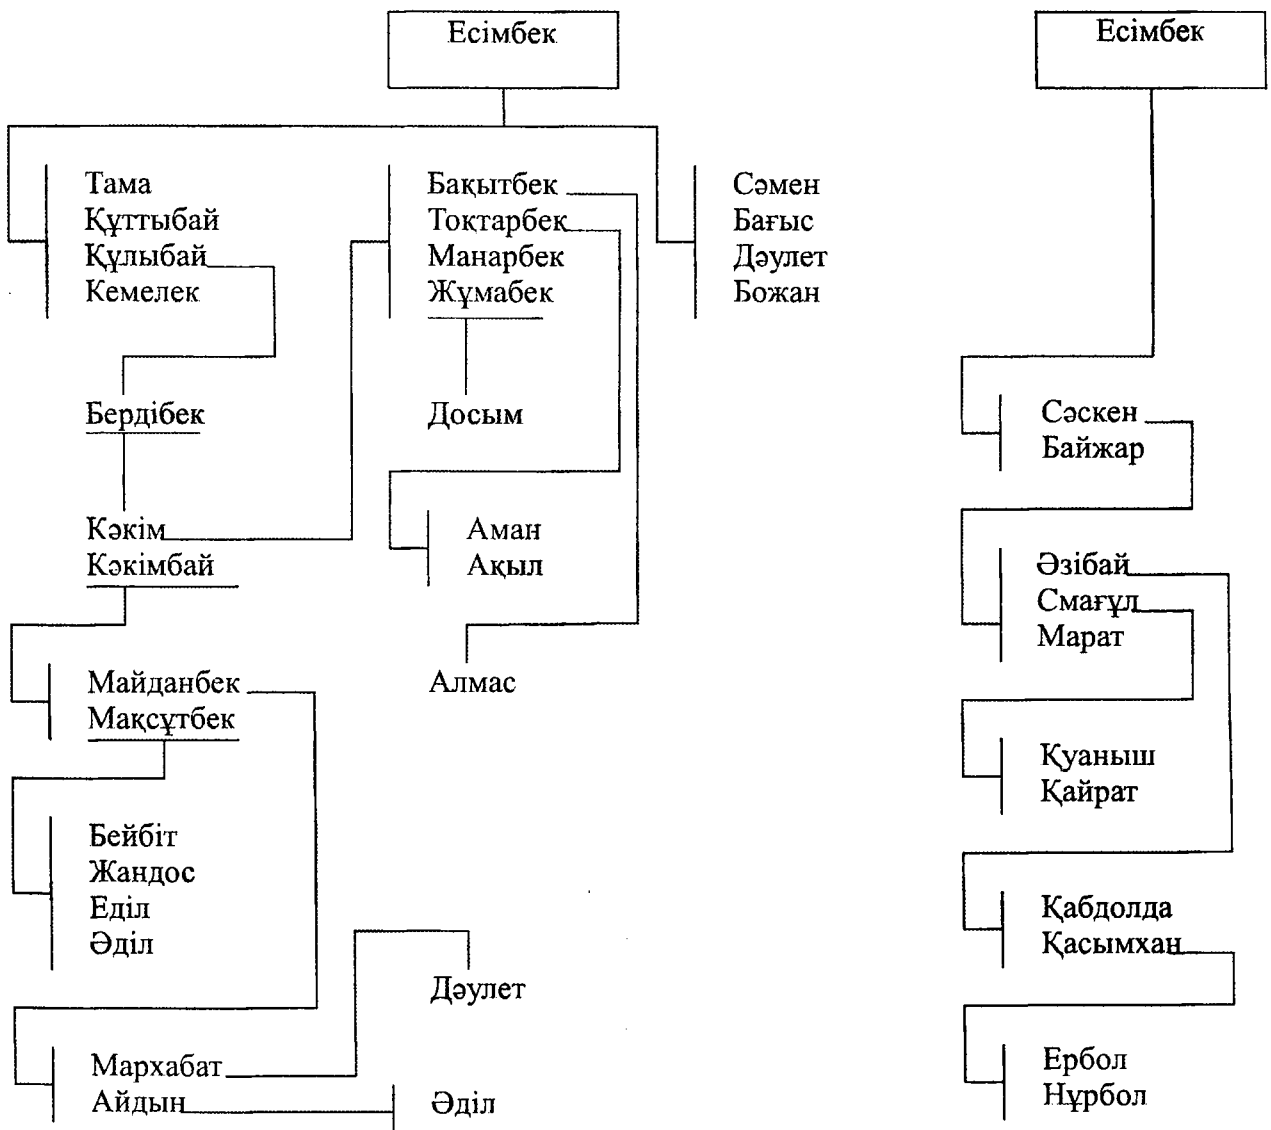 Есімбек
Тама
Құттыбай
Құлыбай
Кемелек
Бақытбек
Тоқтарбек
Манарбек
Жұмабек
Сәмен
Бағыс
Дәулет
Божан
Бердібек
Досым
Кәкім
Кәкімбай
Аман
Ақыл
Майданбек
Мақсұтбек
Алмас
Бейбіт
Жандос
Еділ
Әділ
Дәулет
Мархабат
Айдын
Әділ
Есімбек
Сәскен
Байжар
Әзібай
Смағұл
Марат
Қуаныш
Қайрат
Қабдолда
Қасымхан
Ербол
Нұрбол